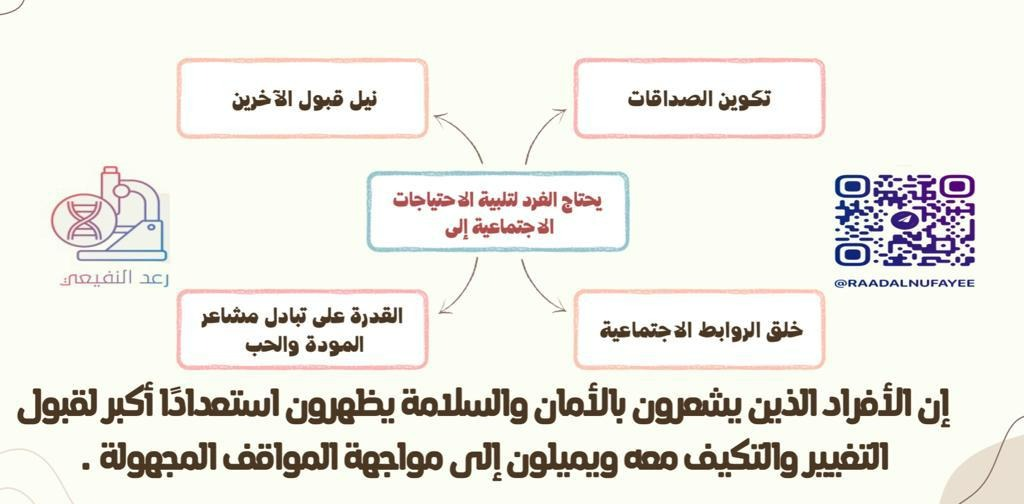 تكوين الصداقات
نيل قبول الآخرين
يحتاج الفرد لتلبية الاحتياجات
الاجتماعية إلى
رعد النفيعي
@RAADALNUFAYEE
خلق الروابط الاجتماعية
القدرة على تبادل مشاعر
المودة والحب
إن الأفراد الذين يشعرون بالأمان والسلامة يظهرون استعدادًا أكبر لقبول
التغيير والتكيف معه ويميلون إلى مواجهة المواقف المجهولة .